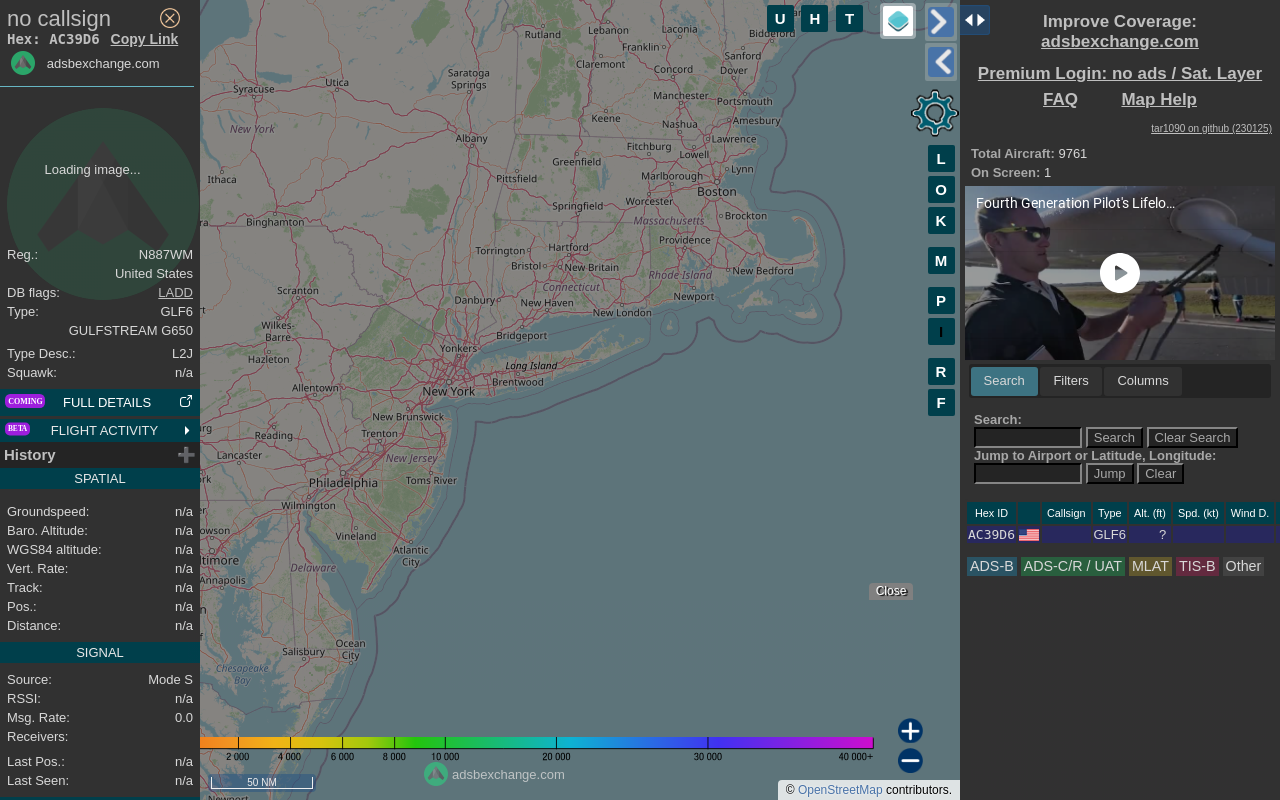 no callsign
Hex: AC39D6 Copy Link
adsbexchange.com
Loading image...
Reg.: N887WM
United States
DB flags: LADD
Type: GLF6
GULFSTREAM G650
Type Desc.: L2J
Squawk: n/a
COMING FULL DETAILS
BETA FLIGHT ACTIVITY
History
SPATIAL
Groundspeed: n/a
Baro. Altitude: n/a
WGS84 altitude: n/a
Vert. Rate: n/a
Track: n/a
Pos.: n/a
Distance: n/a
SIGNAL
Source: Mode S
RSSI: n/a
Msg. Rate: 0.0
Receivers:
Last Pos.: n/a
Last Seen: n/a
U H T
L
O
K
M
P
I
R
F
Rutland
Lebanon
Laconia
Biddeford
Franklin
Claremont
Sanford
Concord
Dover
Saratoga
Springs
Utica
Syracuse
Manchester
Portsmouth
Keene
Amesbury
Nashua
New York
Albany
Lawrence
Fitchburg
Lowell
Greenfield
Lynn
Ithaca
Pittsfield
Marlborough
Boston
Worcester
Springfield
Binghamton
Massachusetts
Brockton
Providence
Hartford
Torrington
Bristol
New Britain
New Bedford
Rhode Island
Connecticut
Scranton
Danbury
New Haven
Newport
New London
Wilkes-
Barre
Bridgeport
Yonkers
Hazleton
Long Island
Brentwood
Allentown
New York
New Brunswick
Reading
Trenton
Lancaster
New Jersey
Philadelphia
Toms River
Wilmington
Vineland
Atlantic
City
Delaware
Annapolis
Ocean
City
Salisbury
Chesapeake
Bay
Close
2 000 4 000 6 000 8 000 10 000 20 000 30 000 40 000+
50 NM
adsbexchange.com
© OpenStreetMap contributors.
Improve Coverage:
adsbexchange.com
Premium Login: no ads / Sat. Layer
FAQ Map Help
tar1090 on github (230125)
Total Aircraft: 9761
On Screen: 1
Fourth Generation Pilot's Lifelo...
Search Filters Columns
Search:
Search Clear Search
Jump to Airport or Latitude, Longitude:
Jump Clear
Hex ID Callsign Type Alt. (ft) Spd. (kt) Wind D.
AC39D6 GLF6 ?
ADS-B ADS-C/R / UAT MLAT TIS-B Other